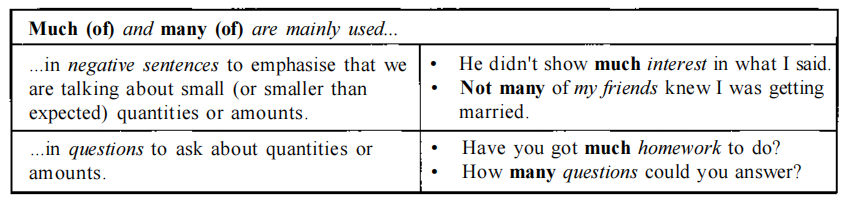 Much (of) and many (of) are mainly used...
...in negative sentences to emphasise that we
are talking about small (or smaller than
expected) quantities or amounts.
• He didn't show much interest in what I said.
• Not many of my friends knew I was getting
married.
...in questions to ask about quantities or
amounts.
• Have you got much homework to do?
• How many questions could you answer?